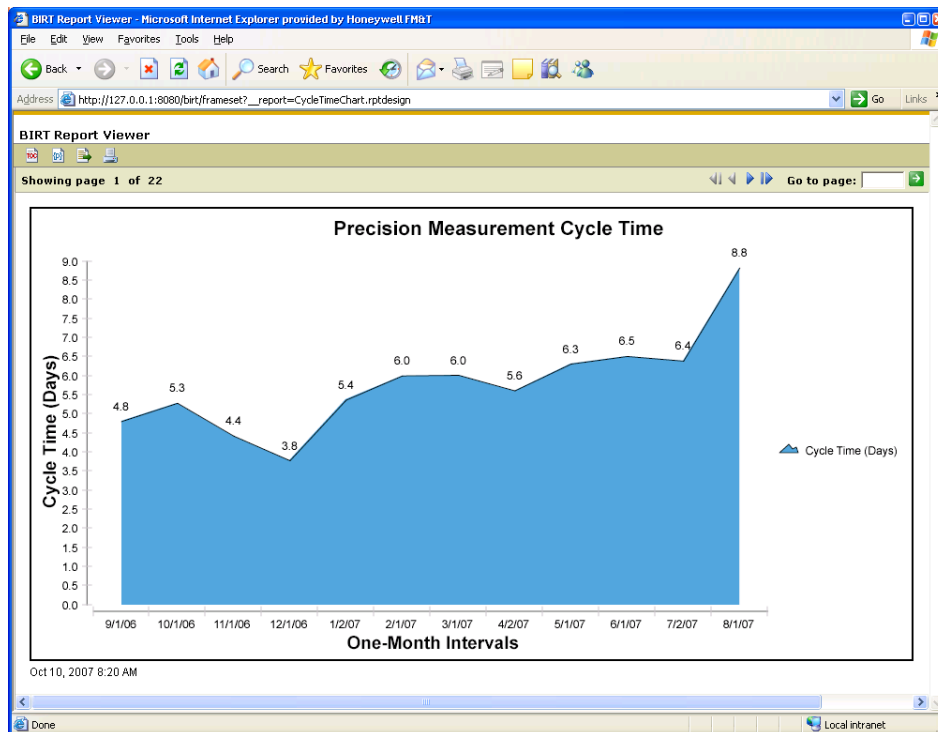 BIRT Report Viewer - Microsoft Internet Explorer provided by Honeywell FM&T
File Edit View Favorites Tools Help
Back Search Favorites
Address http://127.0.0.1:8080/birt/frameset?__report=CycleTimeChart.rptdesign Go Links
BIRT Report Viewer
Showing page 1 of 22 Go to page:
Precision Measurement Cycle Time
8.8
9.0
8.5
8.0
7.5
7.0
6.5
6.0
5.5
5.0
4.5
4.0
3.5
3.0
2.5
2.0
1.5
1.0
0.5
0.0
Cycle Time (Days)
4.8 5.3 4.4 3.8 5.4 6.0 6.0 5.6 6.3 6.5 6.4
Cycle Time (Days)
9/1/06 10/1/06 11/1/06 12/1/06 1/2/07 2/1/07 3/1/07 4/2/07 5/1/07 6/1/07 7/2/07 8/1/07
One-Month Intervals
Oct 10, 2007 8:20 AM
Done Local intranet